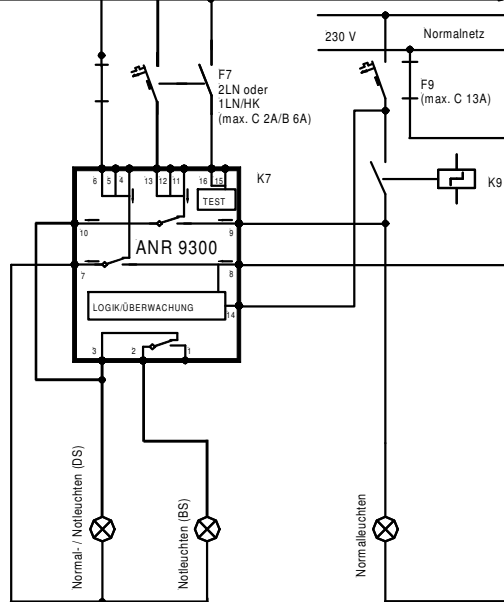 230 V
Normalnetz
F7
2LN oder
1LN/HK
(max. C 2A/B 6A)
F9
(max. C 13A)
6 5 4 13 12 11 16 15
K7
TEST
K9
10
9
ANR 9300
7
8
LOGIK/ÜBERWACHUNG
14
3 2 1
Normal- / Notleuchten (DS)
Notleuchten (BS)
Normalleuchten